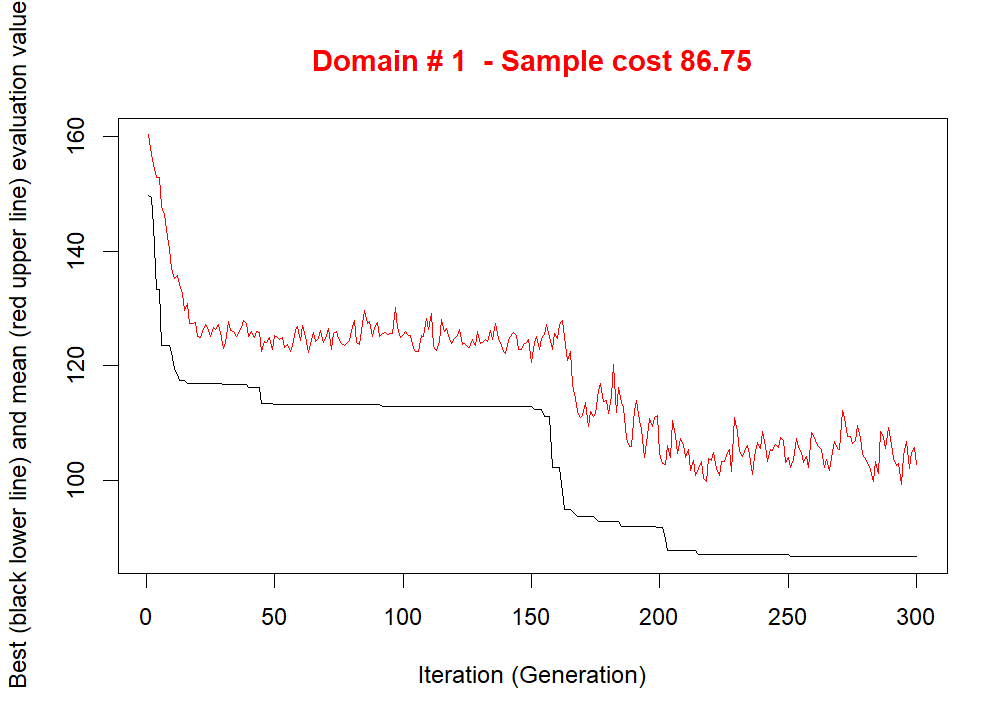 Domain # 1  - Sample cost 86.75
Best (black lower line) and mean (red upper line) evaluation value
160
140
120
100
0 50 100 150 200 250 300
Iteration (Generation)